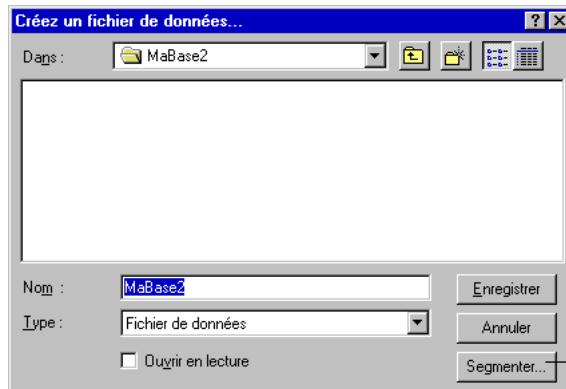 Créez un fichier de données...
Dans : MaBase2
Nom : MaBase2 Enregistrer
Type : Fichier de données Annuler
Ouvrir en lecture Segmenter...